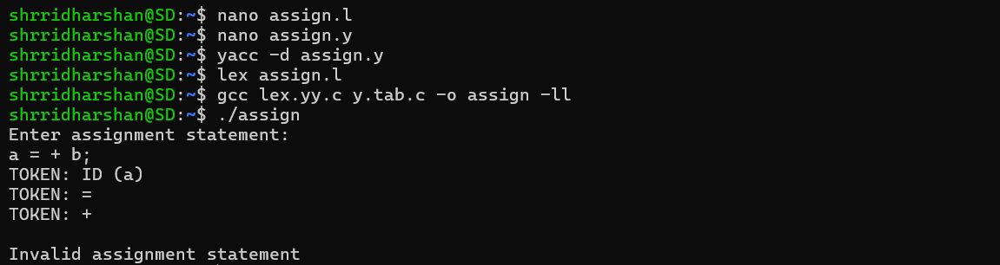 shrridharshan@SD:~$ nano assign.l
shrridharshan@SD:~$ nano assign.y
shrridharshan@SD:~$ yacc -d assign.y
shrridharshan@SD:~$ lex assign.l
shrridharshan@SD:~$ gcc lex.yy.c y.tab.c -o assign -ll
shrridharshan@SD:~$ ./assign
Enter assignment statement:
a = + b;
TOKEN: ID (a)
TOKEN: =
TOKEN: +
Invalid assignment statement